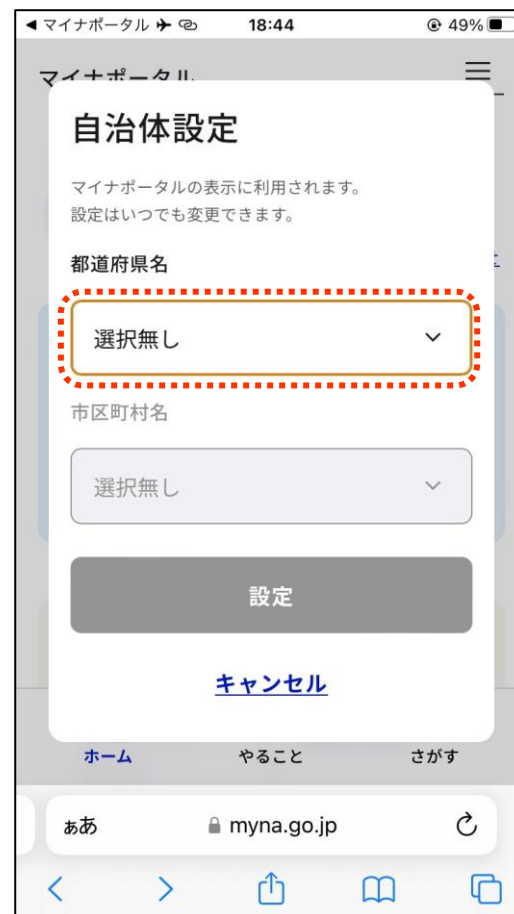 マイナポータル 18:44 49%
マイナポータル
自治体設定
マイナポータルの表示に利用されます。
設定はいつでも変更できます。
都道府県名
選択無し
市区町村名
選択無し
設定
キャンセル
ホーム やること さがす
ぁあ myna.go.jp